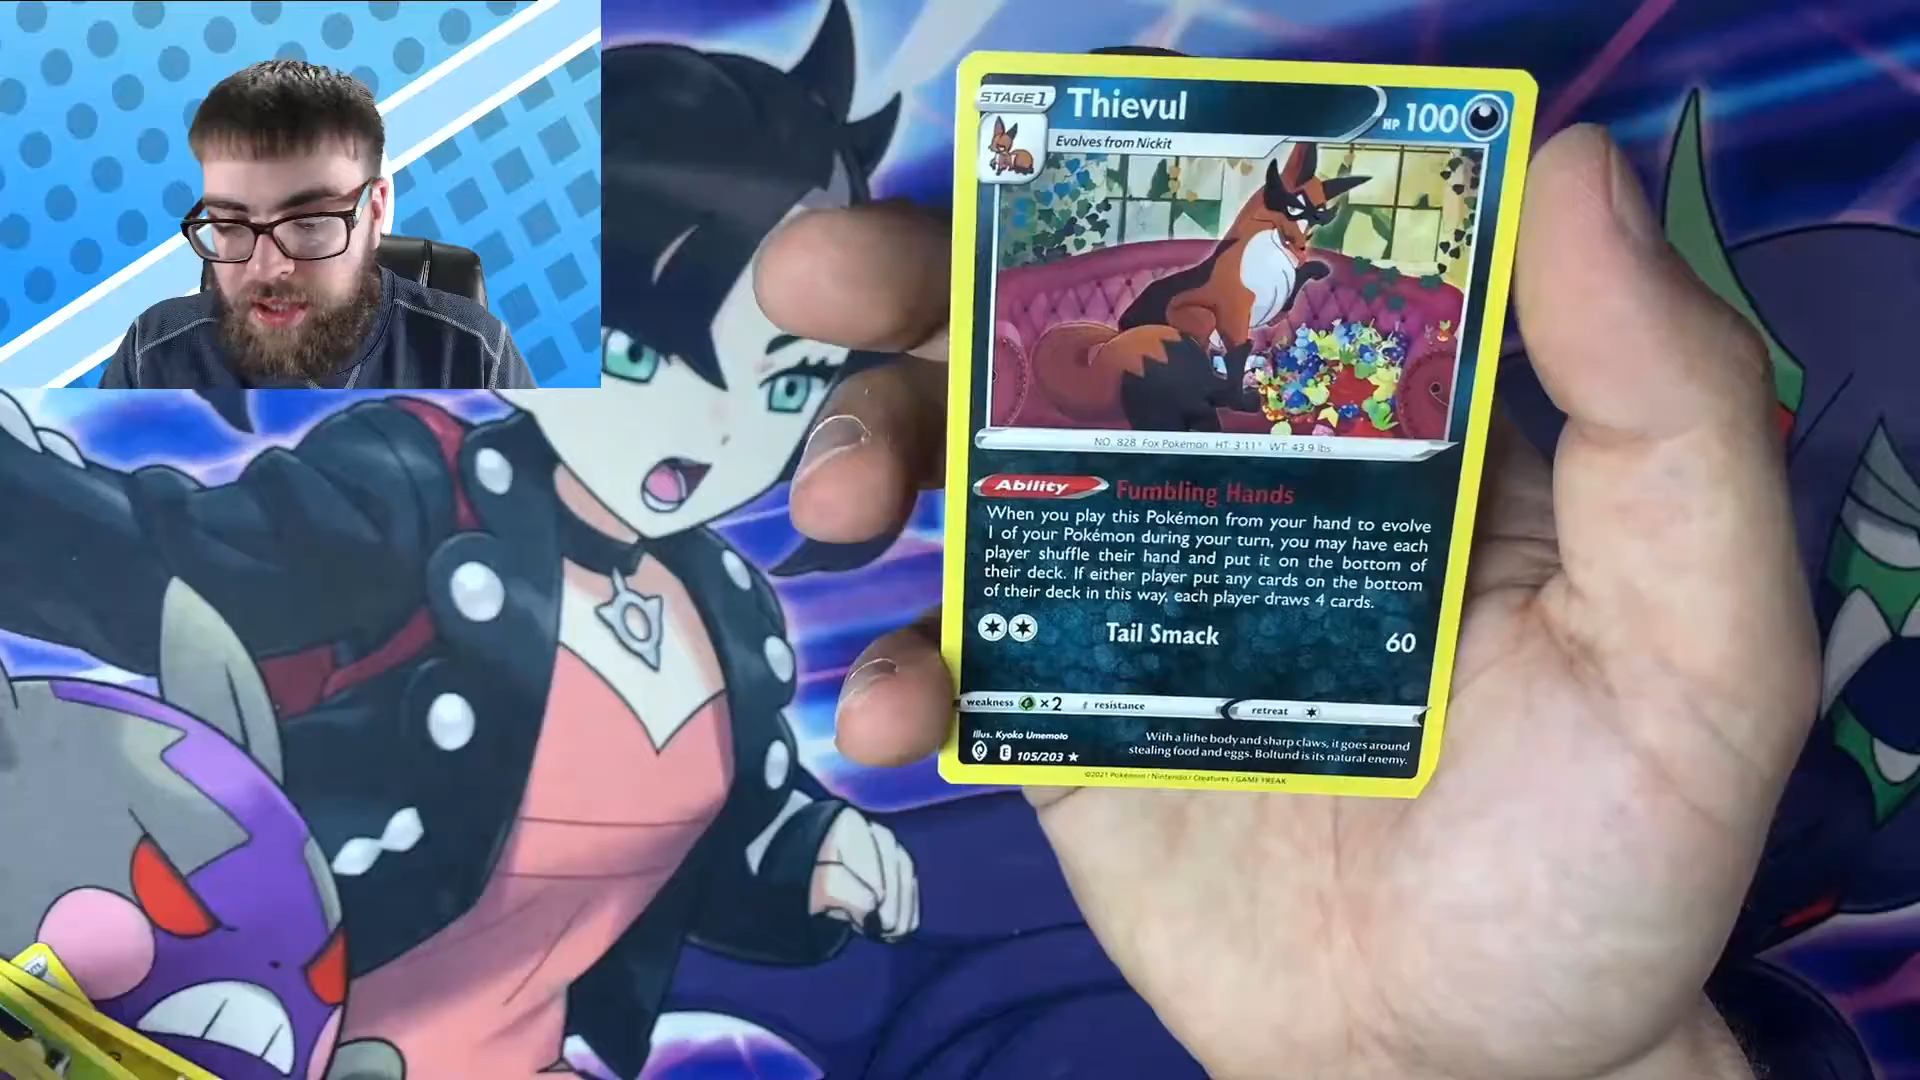 STAGE1
Thievul
HP 100
Evolves from Nickit
NO. 828 Fox Pokémon HT: 3'11" WT: 43.9 lbs
Ability Fumbling Hands
When you play this Pokémon from your hand to evolve
1 of your Pokémon during your turn, you may have each
player shuffle their hand and put it on the bottom of
their deck. If either player put any cards on the bottom
of their deck in this way, each player draws 4 cards.
Tail Smack 60
weakness ×2 resistance retreat
Illus. Kyoko Umemoto
E 105/203 ★
With a lithe body and sharp claws, it goes around
stealing food and eggs. Boltund is its natural enemy.
©2021 Pokémon / Nintendo / Creatures / GAME FREAK